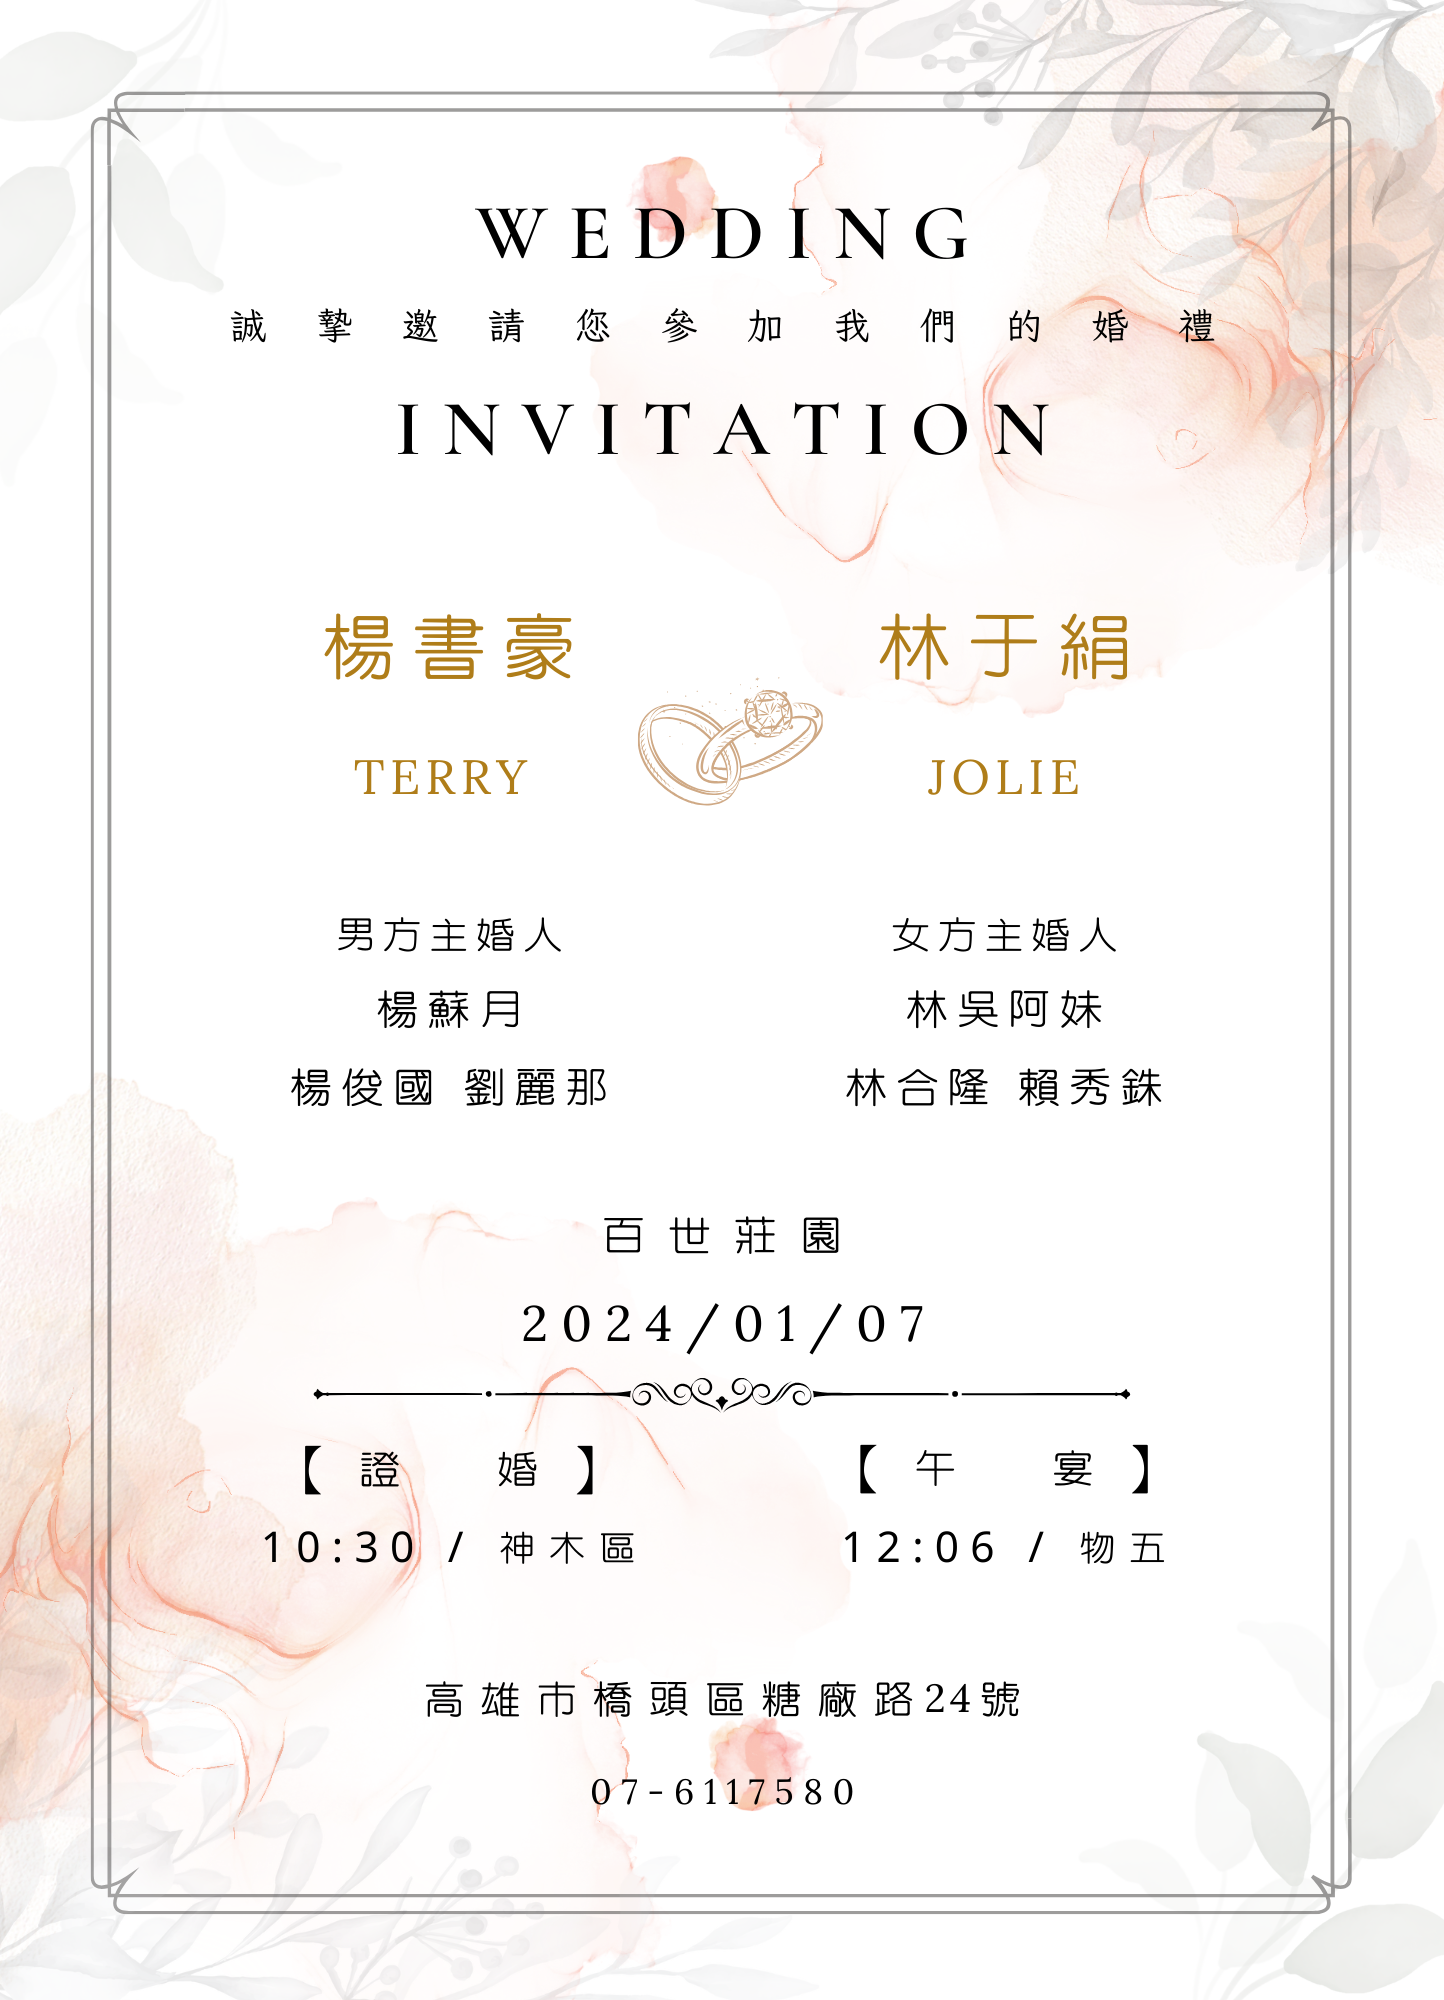 WEDDING
誠摯邀請您參加我們的婚禮
INVITATION
楊書豪 林于絹
TERRY JOLIE
男方主婚人 女方主婚人
楊蘇月 林吳阿妹
楊俊國 劉麗那 林合隆 賴秀銖
百世莊園
2024/01/07
【證 婚】 【午 宴】
10:30 / 神木區 12:06 / 物五
高雄市橋頭區糖廠路24號
07-6117580